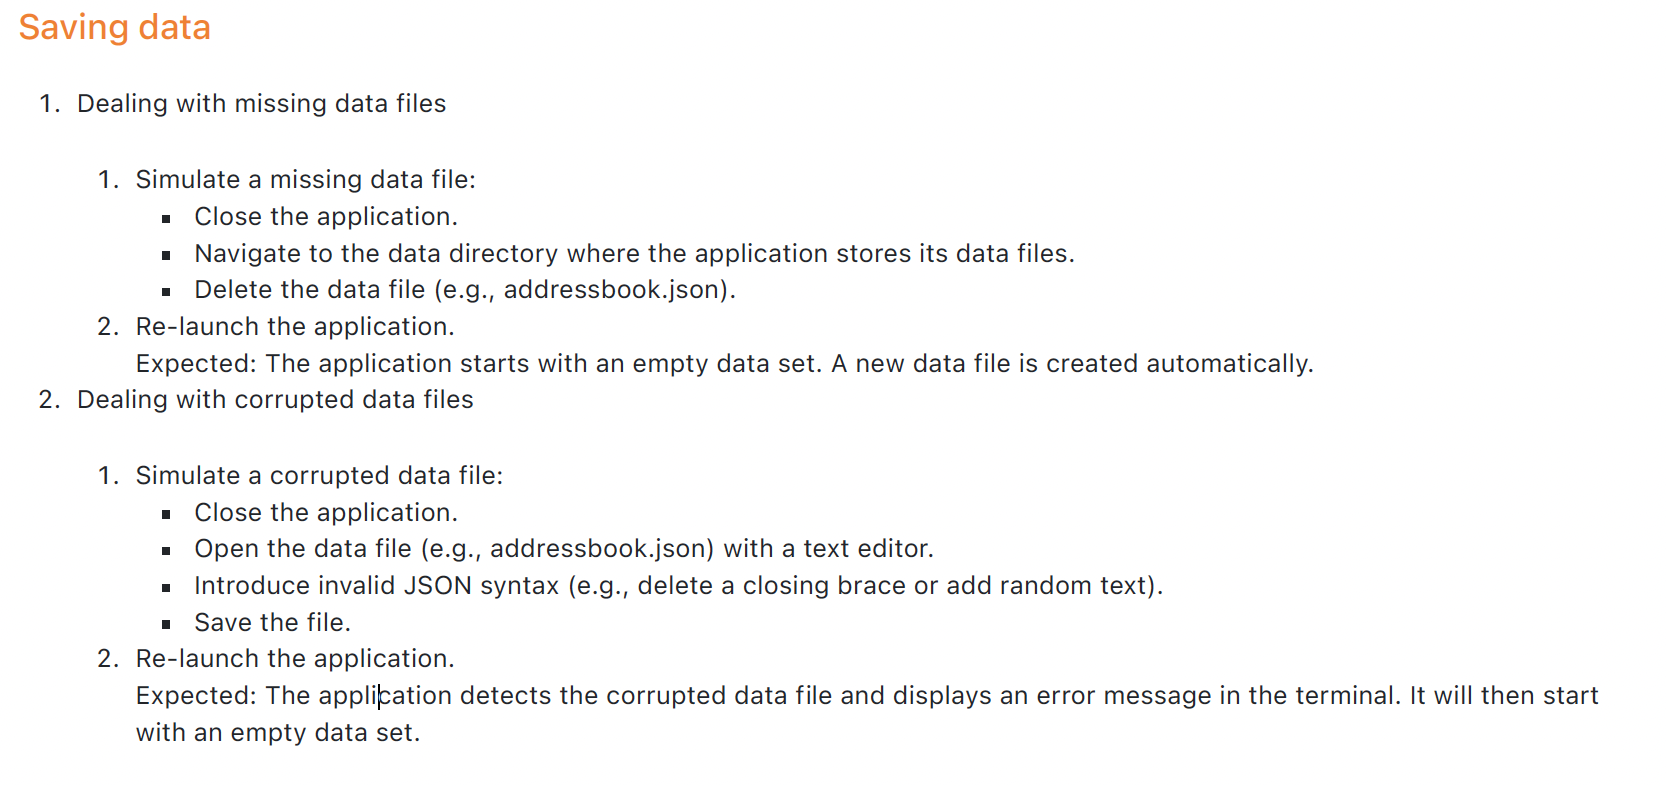 Saving data
1. Dealing with missing data files
1. Simulate a missing data file:
▪ Close the application.
▪ Navigate to the data directory where the application stores its data files.
▪ Delete the data file (e.g., addressbook.json).
2. Re-launch the application.
Expected: The application starts with an empty data set. A new data file is created automatically.
2. Dealing with corrupted data files
1. Simulate a corrupted data file:
▪ Close the application.
▪ Open the data file (e.g., addressbook.json) with a text editor.
▪ Introduce invalid JSON syntax (e.g., delete a closing brace or add random text).
▪ Save the file.
2. Re-launch the application.
Expected: The application detects the corrupted data file and displays an error message in the terminal. It will then start
with an empty data set.